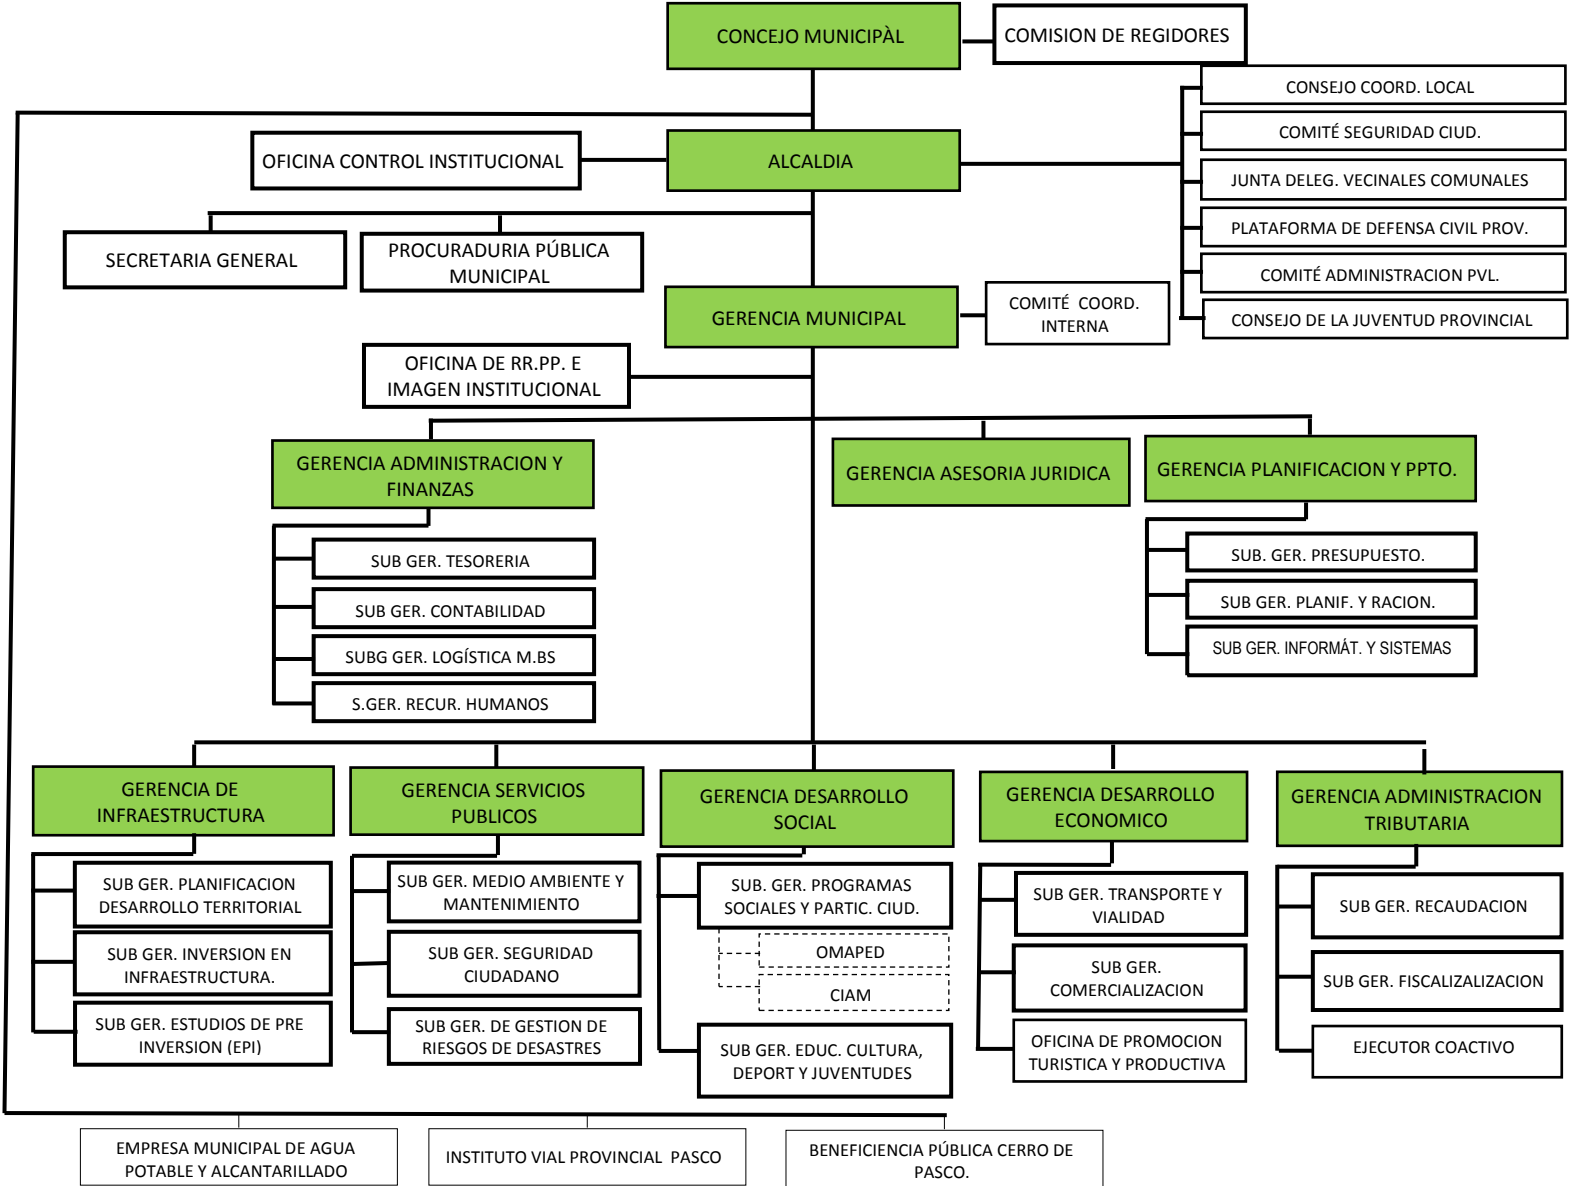 CONCEJO MUNICIPÀL
COMISION DE REGIDORES
CONSEJO COORD. LOCAL
COMITÉ SEGURIDAD CIUD.
OFICINA CONTROL INSTITUCIONAL
ALCALDIA
JUNTA DELEG. VECINALES COMUNALES
PLATAFORMA DE DEFENSA CIVIL PROV.
COMITÉ ADMINISTRACION PVL.
CONSEJO DE LA JUVENTUD PROVINCIAL
SECRETARIA GENERAL
PROCURADURIA PÚBLICA
MUNICIPAL
GERENCIA MUNICIPAL
COMITÉ COORD.
INTERNA
OFICINA DE RR.PP. E
IMAGEN INSTITUCIONAL
GERENCIA ADMINISTRACION Y
FINANZAS
GERENCIA ASESORIA JURIDICA
GERENCIA PLANIFICACION Y PPTO.
SUB GER. TESORERIA
SUB GER. CONTABILIDAD
SUBG GER. LOGÍSTICA M.BS
S.GER. RECUR. HUMANOS
SUB. GER. PRESUPUESTO.
SUB GER. PLANIF. Y RACION.
SUB GER. INFORMÁT. Y SISTEMAS
GERENCIA DE
INFRAESTRUCTURA
SUB GER. PLANIFICACION
DESARROLLO TERRITORIAL
SUB GER. INVERSION EN
INFRAESTRUCTURA.
SUB GER. ESTUDIOS DE PRE
INVERSION (EPI)
GERENCIA SERVICIOS
PUBLICOS
SUB GER. MEDIO AMBIENTE Y
MANTENIMIENTO
SUB GER. SEGURIDAD
CIUDADANO
SUB GER. DE GESTION DE
RIESGOS DE DESASTRES
GERENCIA DESARROLLO
SOCIAL
SUB. GER. PROGRAMAS
SOCIALES Y PARTIC. CIUD.
OMAPED
CIAM
SUB GER. EDUC. CULTURA,
DEPORT Y JUVENTUDES
GERENCIA DESARROLLO
ECONOMICO
SUB GER. TRANSPORTE Y
VIALIDAD
SUB GER.
COMERCIALIZACION
OFICINA DE PROMOCION
TURISTICA Y PRODUCTIVA
GERENCIA ADMINISTRACION
TRIBUTARIA
SUB GER. RECAUDACION
SUB GER. FISCALIZALIZACION
EJECUTOR COACTIVO
EMPRESA MUNICIPAL DE AGUA
POTABLE Y ALCANTARILLADO
INSTITUTO VIAL PROVINCIAL  PASCO
BENEFICIENCIA PÚBLICA CERRO DE
PASCO.